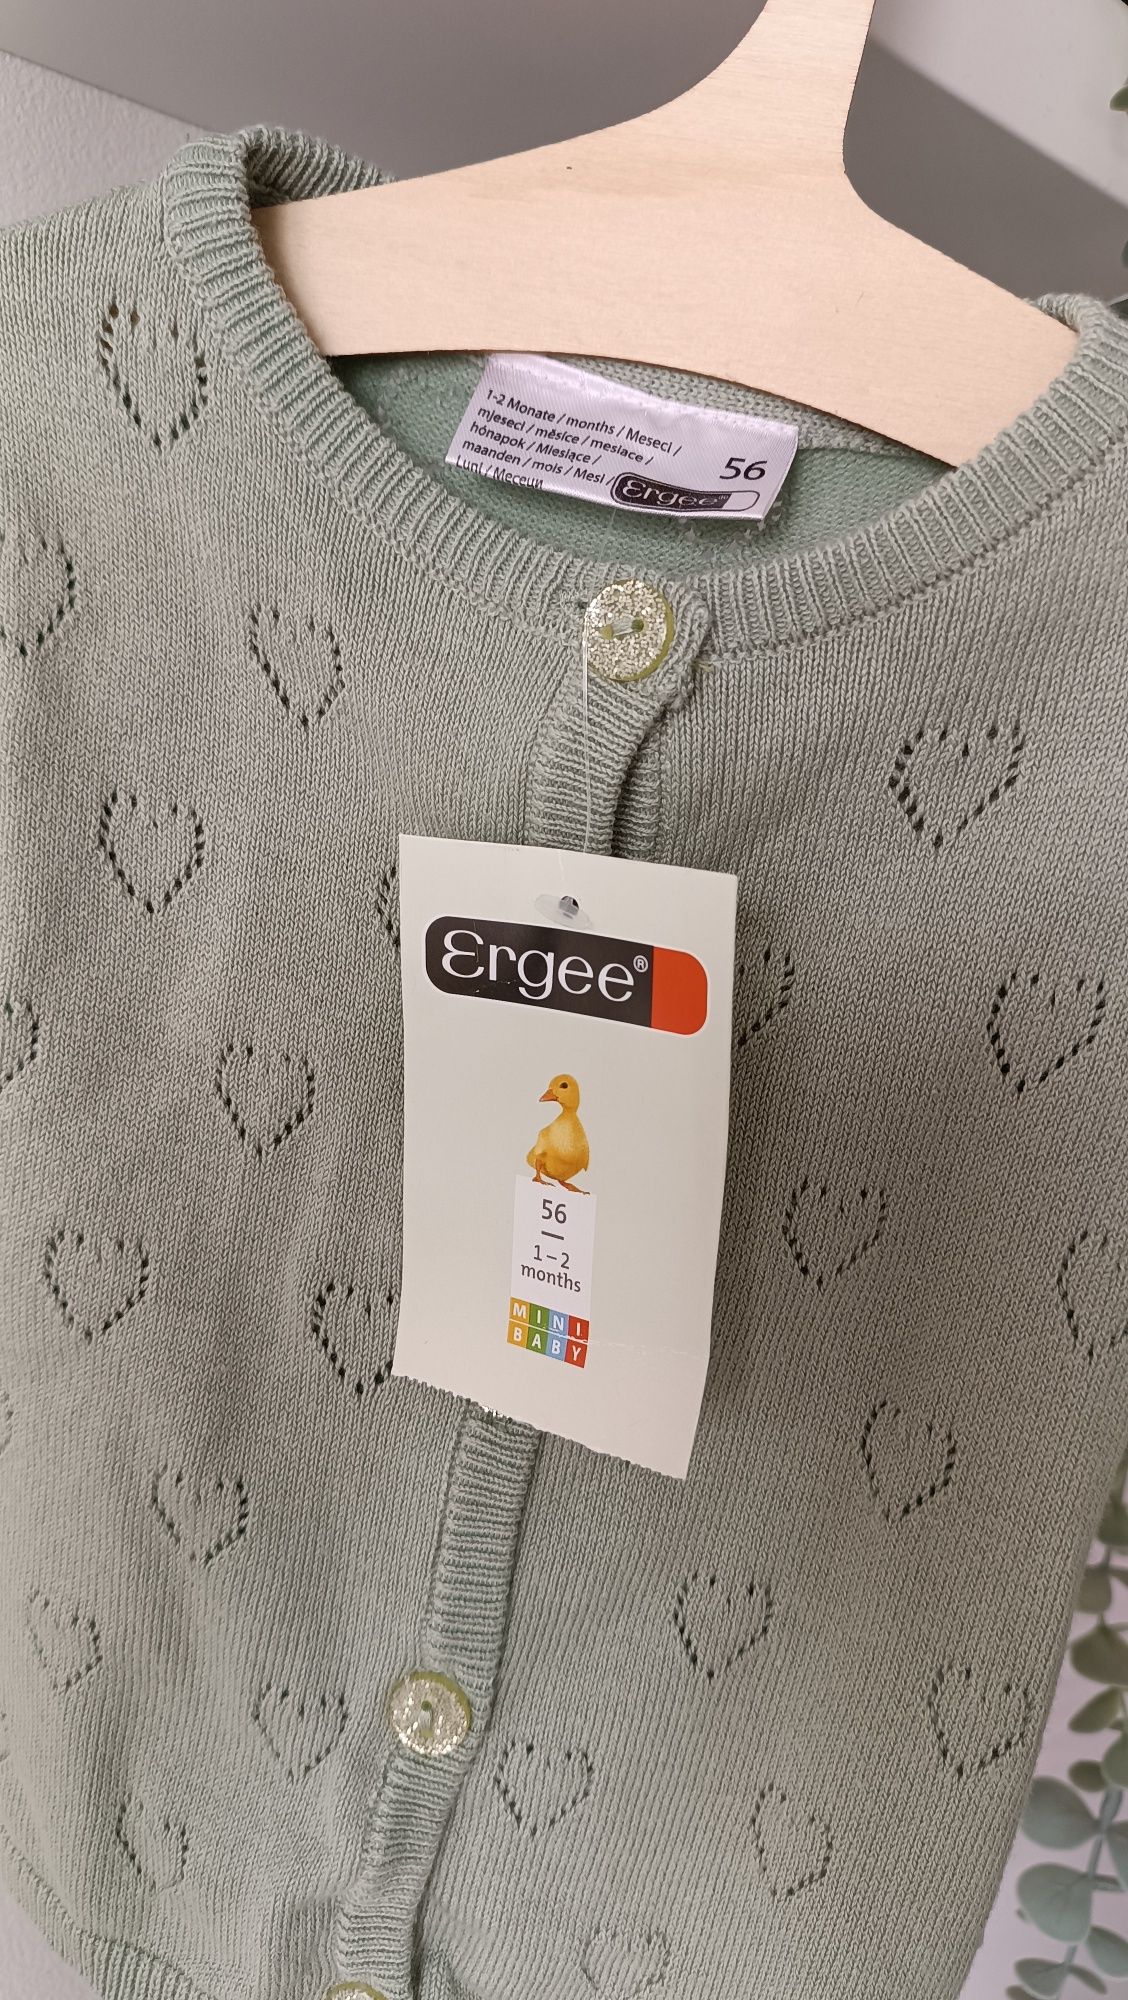 1-2 Monate / months / Meseci /
mjeseci / měsíce / mesiace /
hónapok / Miesiące /
maanden / mois / Mesi /
Luni / Месеци
56
Ergee
Ergee®
56
1-2
months
MINI
BABY